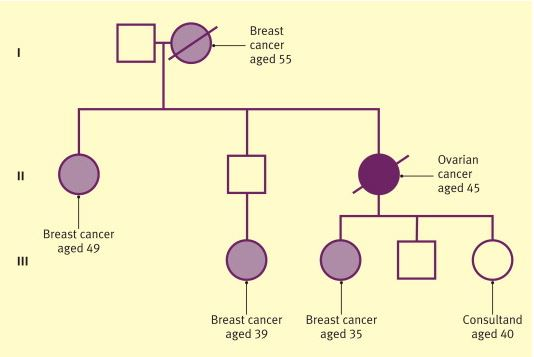 I
Breast
cancer
aged 55
II
Ovarian
cancer
aged 45
Breast cancer
aged 49
III
Breast cancer
aged 39
Breast cancer
aged 35
Consultand
aged 40